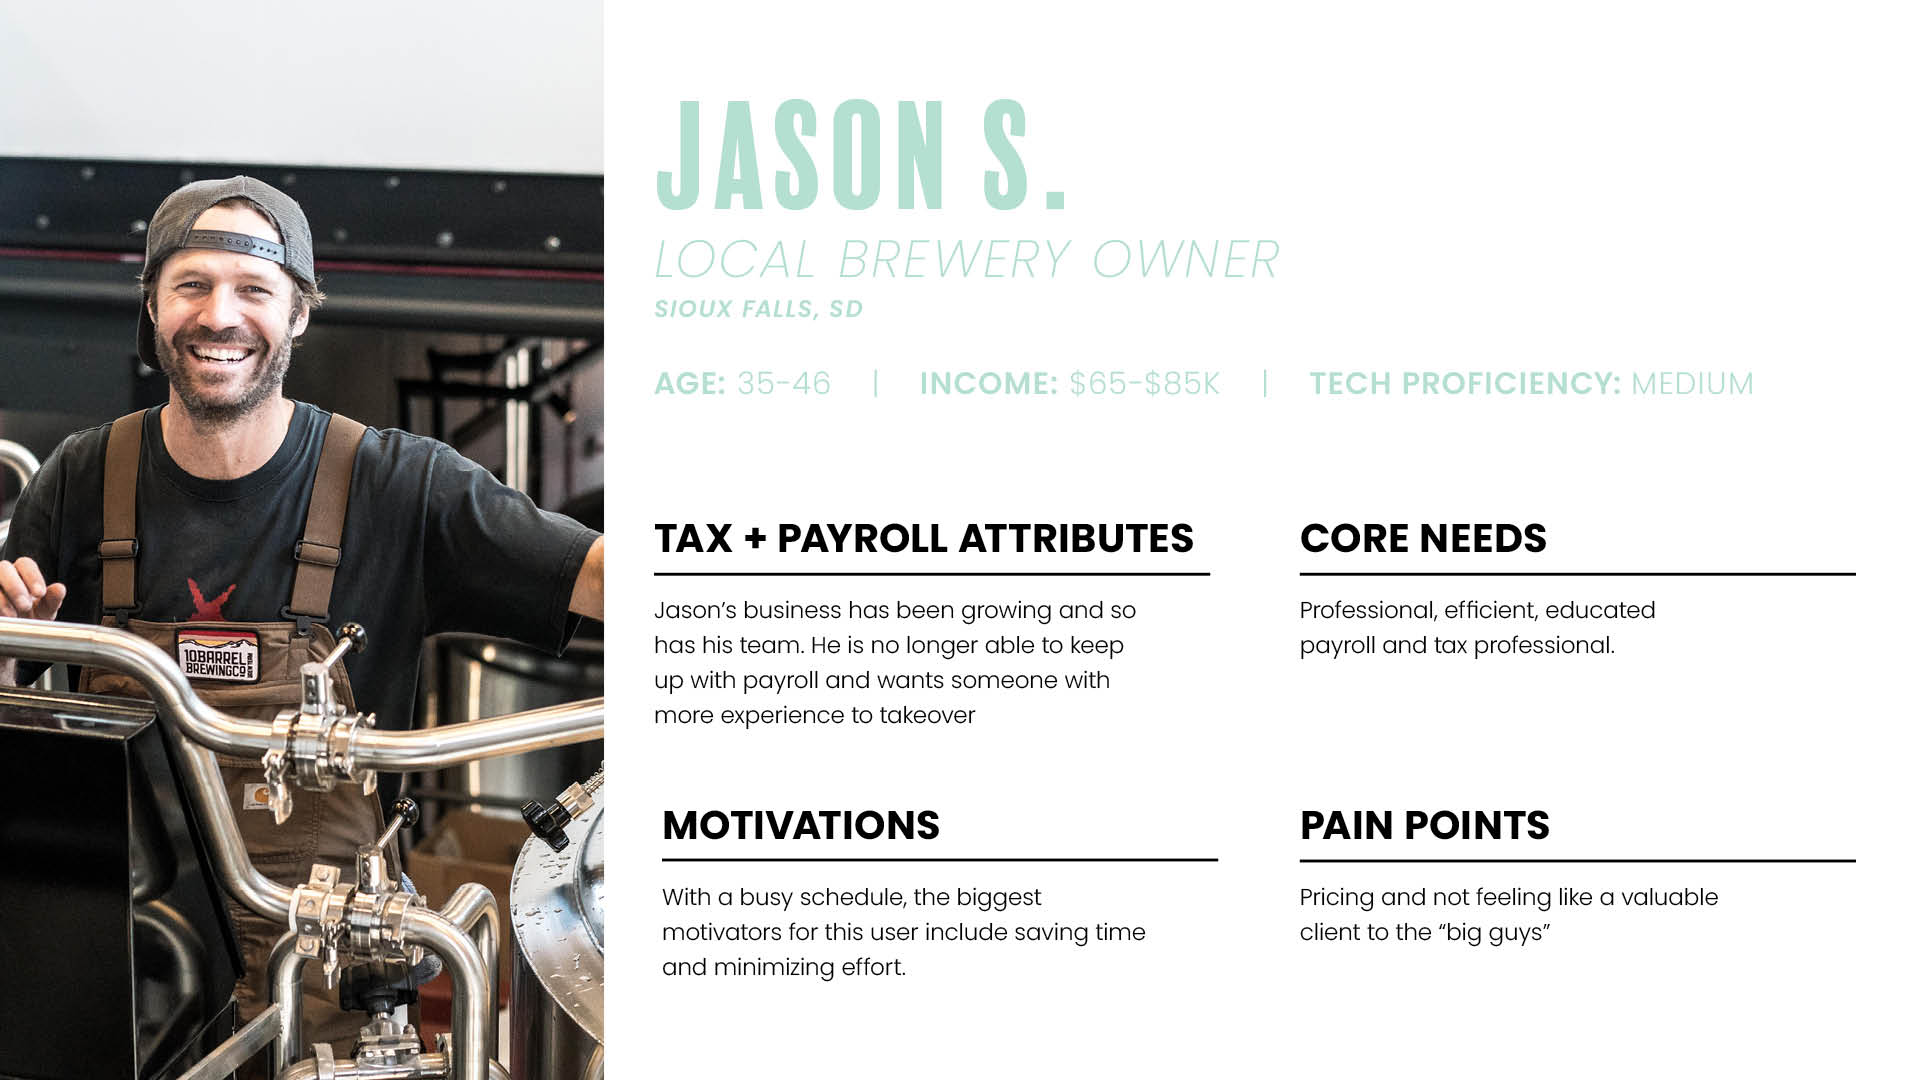 JASON S.
LOCAL BREWERY OWNER
SIOUX FALLS, SD
AGE: 35-46 | INCOME: $65-$85K | TECH PROFICIENCY: MEDIUM
TAX + PAYROLL ATTRIBUTES
Jason’s business has been growing and so
has his team. He is no longer able to keep
up with payroll and wants someone with
more experience to takeover
CORE NEEDS
Professional, efficient, educated
payroll and tax professional.
MOTIVATIONS
With a busy schedule, the biggest
motivators for this user include saving time
and minimizing effort.
PAIN POINTS
Pricing and not feeling like a valuable
client to the “big guys”
10 BARREL
BREWING CO